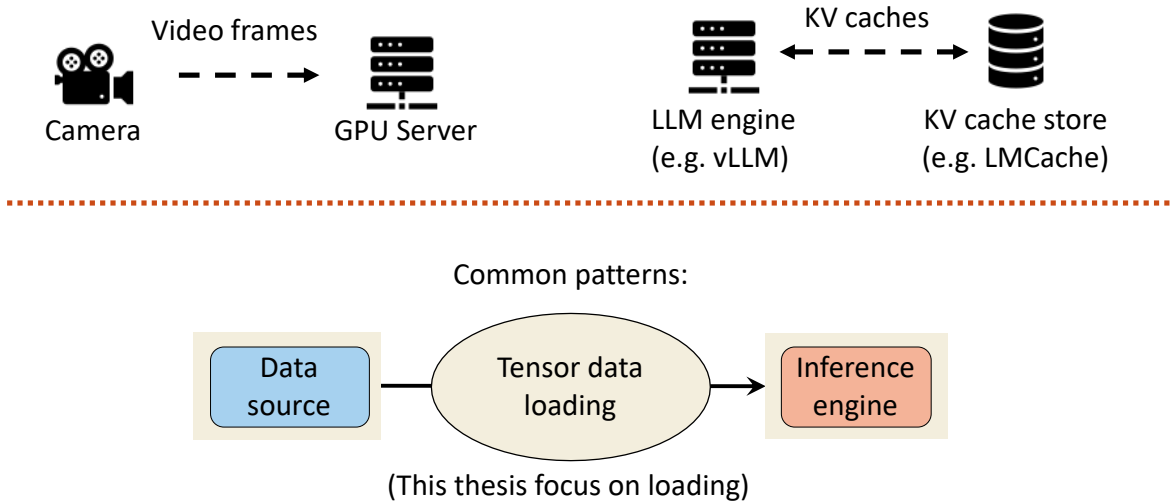 Video frames
KV caches
Camera
GPU Server
LLM engine
(e.g. vLLM)
KV cache store
(e.g. LMCache)
Common patterns:
Data
source
Tensor data
loading
Inference
engine
(This thesis focus on loading)